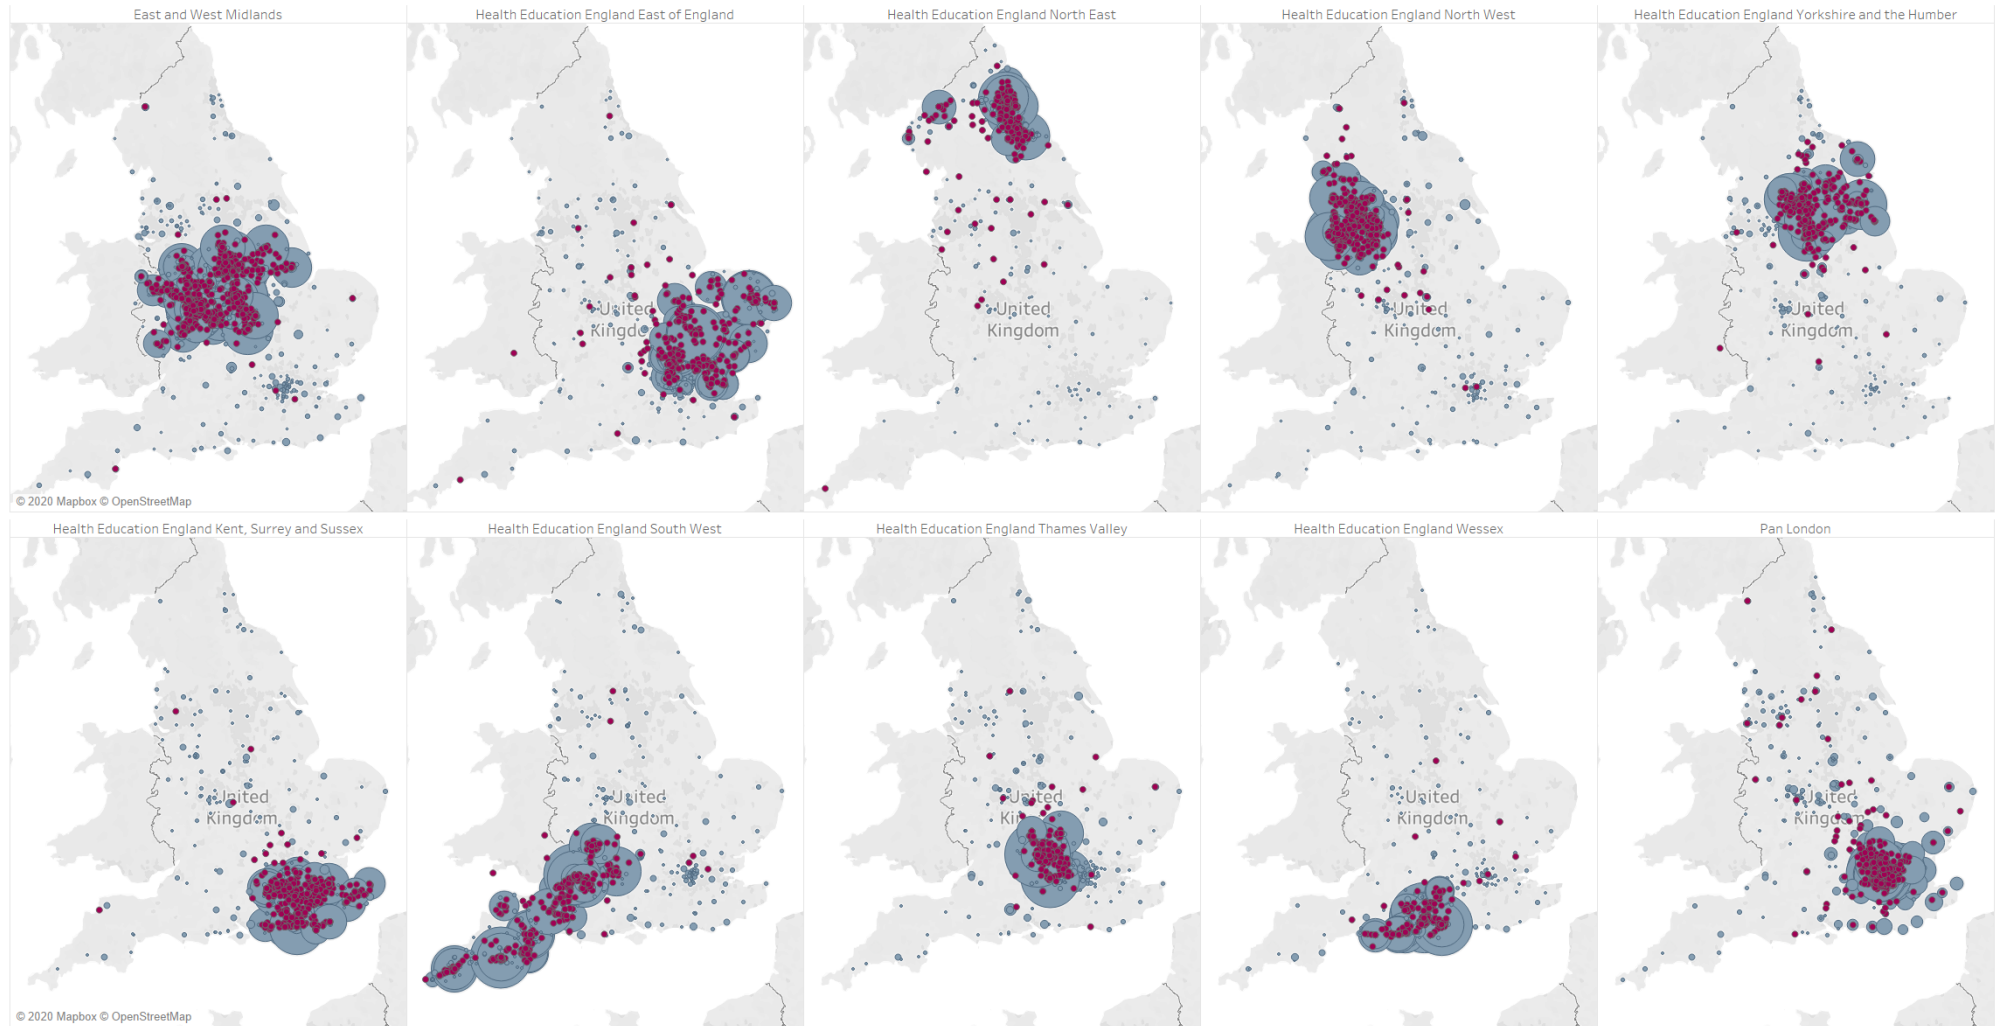 East and West Midlands
Health Education England East of England
Health Education England North East
Health Education England North West
Health Education England Yorkshire and the Humber
United
Kingdom
United
Kingdom
United
Kingdom
United
Kingdom
© 2020 Mapbox © OpenStreetMap
Health Education England Kent, Surrey and Sussex
Health Education England South West
Health Education England Thames Valley
Health Education England Wessex
Pan London
United
Kingdom
United
Kingdom
United
United
Kingdom
United
Kingdom
© 2020 Mapbox © OpenStreetMap